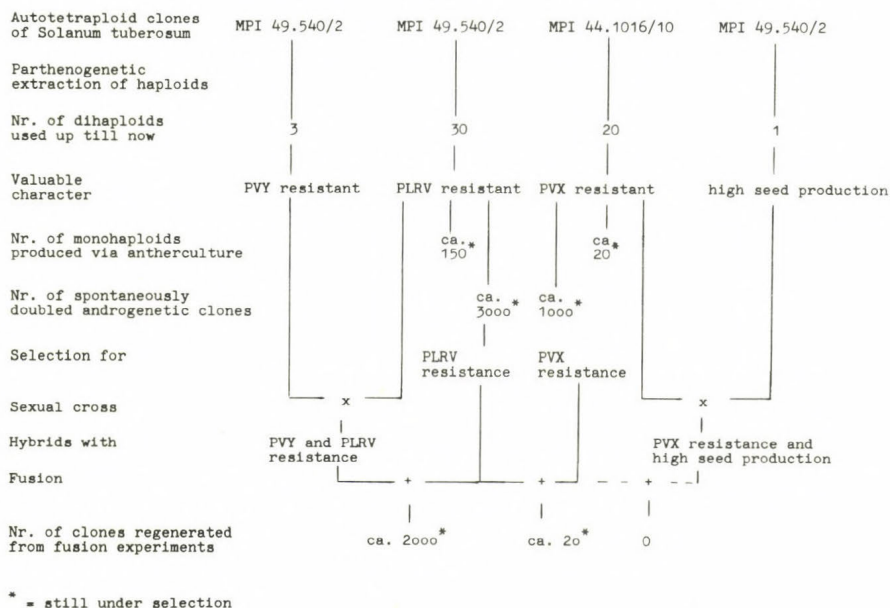 Autotetraploid clones
of Solanum tuberosum
MPI 49.540/2 MPI 49.540/2 MPI 44.1016/10 MPI 49.540/2
Parthenogenetic
extraction of haploids
Nr. of dihaploids
used up till now
3 30 20 1
Valuable
character
PVY resistant PLRV resistant PVX resistant high seed production
Nr. of monohaploids
produced via antherculture
ca. ca.
150* 20*
Nr. of spontaneously
doubled androgenetic clones
ca. ca.
3ooo* 1ooo*
Selection for
PLRV PVX
resistance resistance
Sexual cross
x x
Hybrids with
PVY and PLRV PVX resistance and
resistance high seed production
Fusion
+ + +
Nr. of clones regenerated
from fusion experiments
ca. 2ooo* ca. 2o* 0
* = still under selection